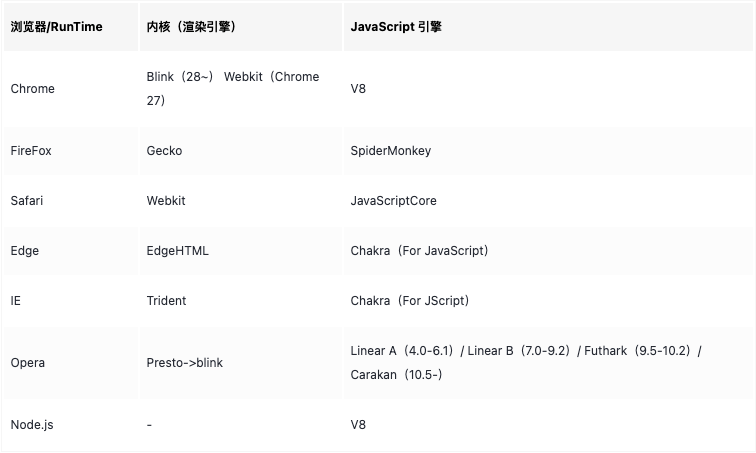 浏览器/RunTime 内核（渲染引擎） JavaScript 引擎
Chrome Blink（28~） Webkit（Chrome 27） V8
FireFox Gecko SpiderMonkey
Safari Webkit JavaScriptCore
Edge EdgeHTML Chakra（For JavaScript）
IE Trident Chakra（For JScript）
Opera Presto->blink Linear A（4.0-6.1）/ Linear B（7.0-9.2）/ Futhark（9.5-10.2）/ Carakan（10.5-）
Node.js - V8